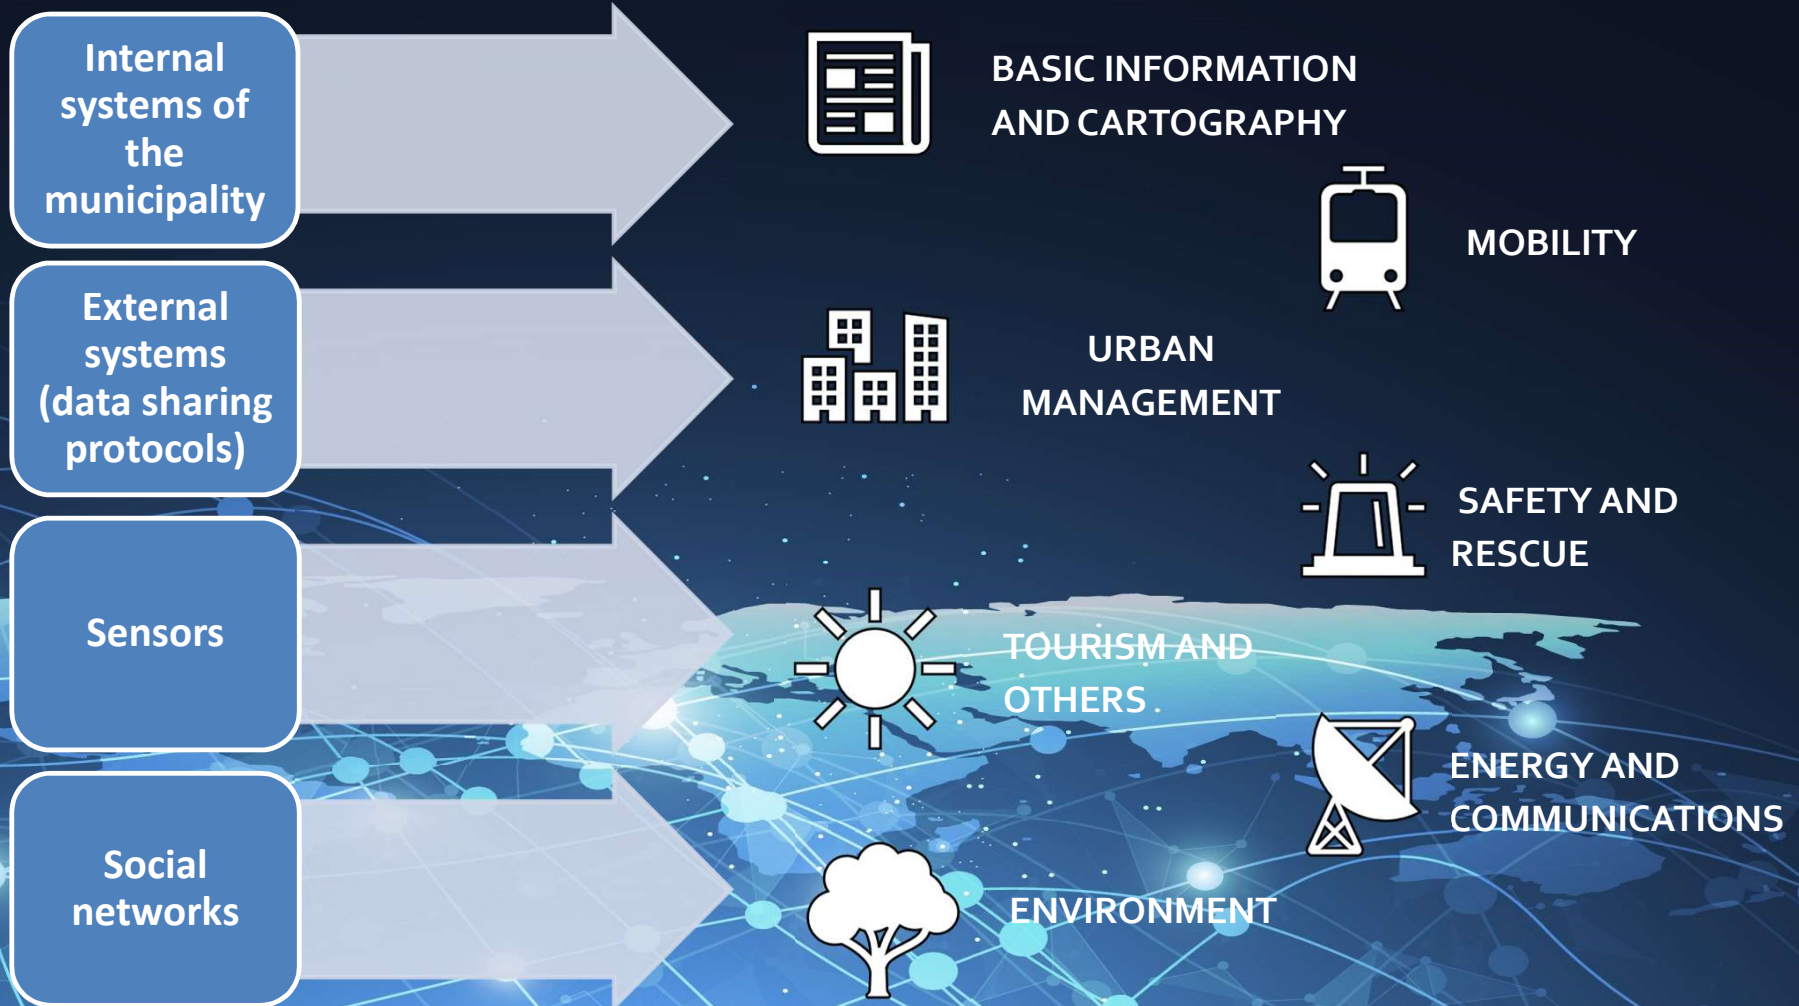 Internal
systems of
the
municipality
External
systems
(data sharing
protocols)
Sensors
Social
networks
BASIC INFORMATION
AND CARTOGRAPHY
MOBILITY
URBAN
MANAGEMENT
SAFETY AND
RESCUE
TOURISM AND
OTHERS
ENERGY AND
COMMUNICATIONS
ENVIRONMENT